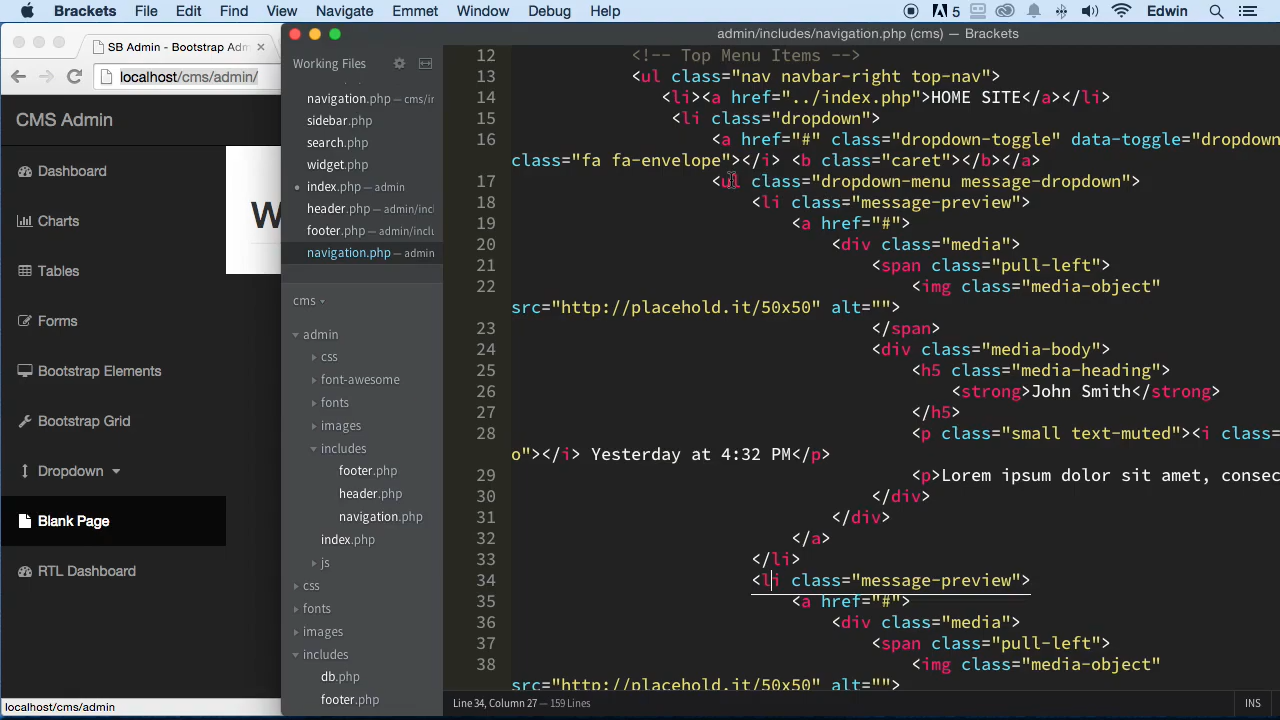 Brackets File Edit Find View Navigate Emmet Window Debug Help 5 Edwin
SB Admin - Bootstrap Adm ×
admin/includes/navigation.php (cms) — Brackets
localhost/cms/admin/
CMS Admin
Dashboard
Charts
Tables
Forms
Bootstrap Elements
Bootstrap Grid
Dropdown
Blank Page
RTL Dashboard
W
localhost/cms/admin
Working Files
navigation.php — cms/ir
sidebar.php
search.php
widget.php
index.php — admin
header.php — admin/incl
footer.php — admin/inclu
navigation.php — admin
cms
admin
css
font-awesome
fonts
images
includes
footer.php
header.php
navigation.php
index.php
js
css
fonts
images
includes
db.php
footer.php
12 <!-- Top Menu Items -->
13 <ul class="nav navbar-right top-nav">
14 <li><a href="../index.php">HOME SITE</a></li>
15 <li class="dropdown">
16 <a href="#" class="dropdown-toggle" data-toggle="dropdown
class="fa fa-envelope"></i> <b class="caret"></b></a>
17 <ul class="dropdown-menu message-dropdown">
18 <li class="message-preview">
19 <a href="#">
20 <div class="media">
21 <span class="pull-left">
22 <img class="media-object"
src="http://placehold.it/50x50" alt="">
23 </span>
24 <div class="media-body">
25 <h5 class="media-heading">
26 <strong>John Smith</strong>
27 </h5>
28 <p class="small text-muted"><i class=
o"></i> Yesterday at 4:32 PM</p>
29 <p>Lorem ipsum dolor sit amet, consec
30 </div>
31 </div>
32 </a>
33 </li>
34 <li class="message-preview">
35 <a href="#">
36 <div class="media">
37 <span class="pull-left">
38 <img class="media-object"
src="http://placehold.it/50x50" alt="">
Line 34, Column 27 — 159 Lines
INS